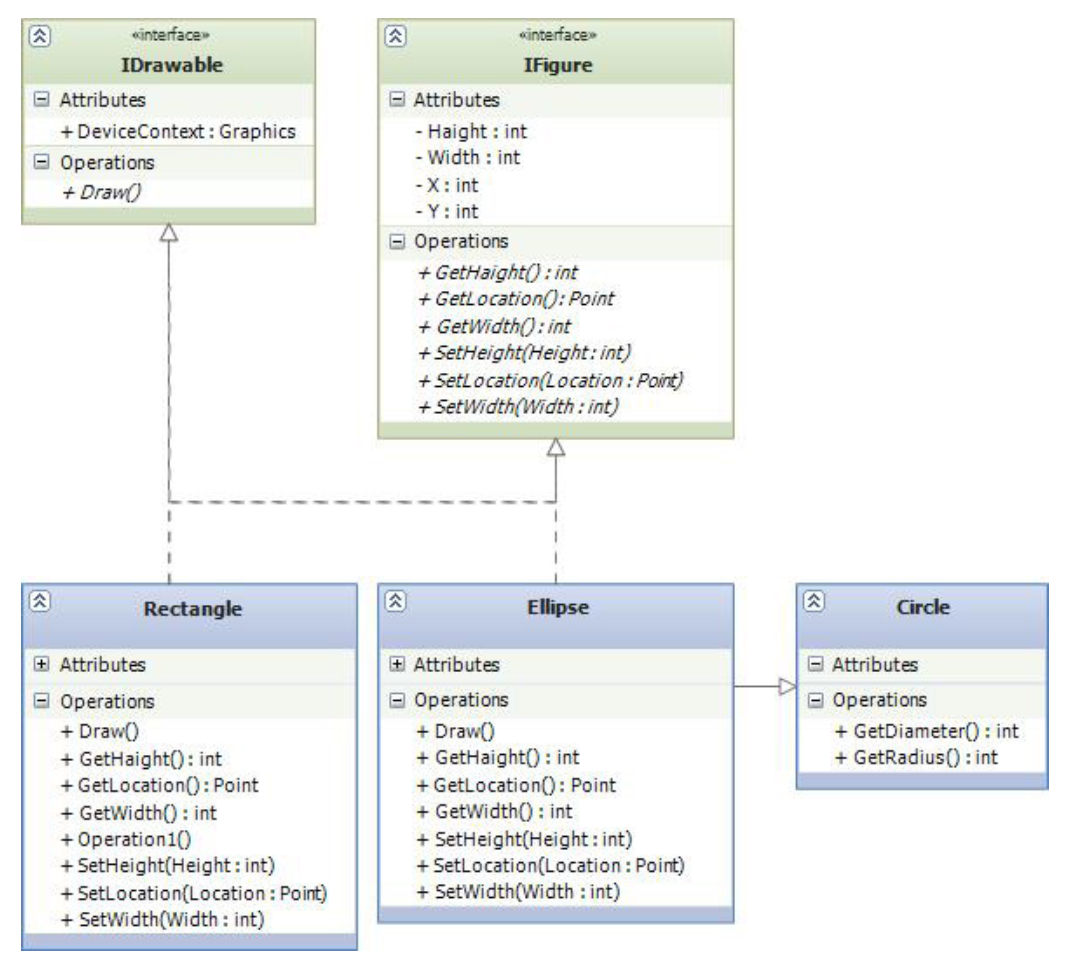 «interface»
IDrawable
Attributes
+ DeviceContext : Graphics
Operations
+ Draw()
«interface»
IFigure
Attributes
- Haight : int
- Width : int
- X : int
- Y : int
Operations
+ GetHaight() : int
+ GetLocation() : Point
+ GetWidth() : int
+ SetHeight(Height : int)
+ SetLocation(Location : Point)
+ SetWidth(Width : int)
Rectangle
Attributes
Operations
+ Draw()
+ GetHaight() : int
+ GetLocation() : Point
+ GetWidth() : int
+ Operation1()
+ SetHeight(Height : int)
+ SetLocation(Location : Point)
+ SetWidth(Width : int)
Ellipse
Attributes
Operations
+ Draw()
+ GetHaight() : int
+ GetLocation() : Point
+ GetWidth() : int
+ SetHeight(Height : int)
+ SetLocation(Location : Point)
+ SetWidth(Width : int)
Circle
Attributes
Operations
+ GetDiameter() : int
+ GetRadius() : int